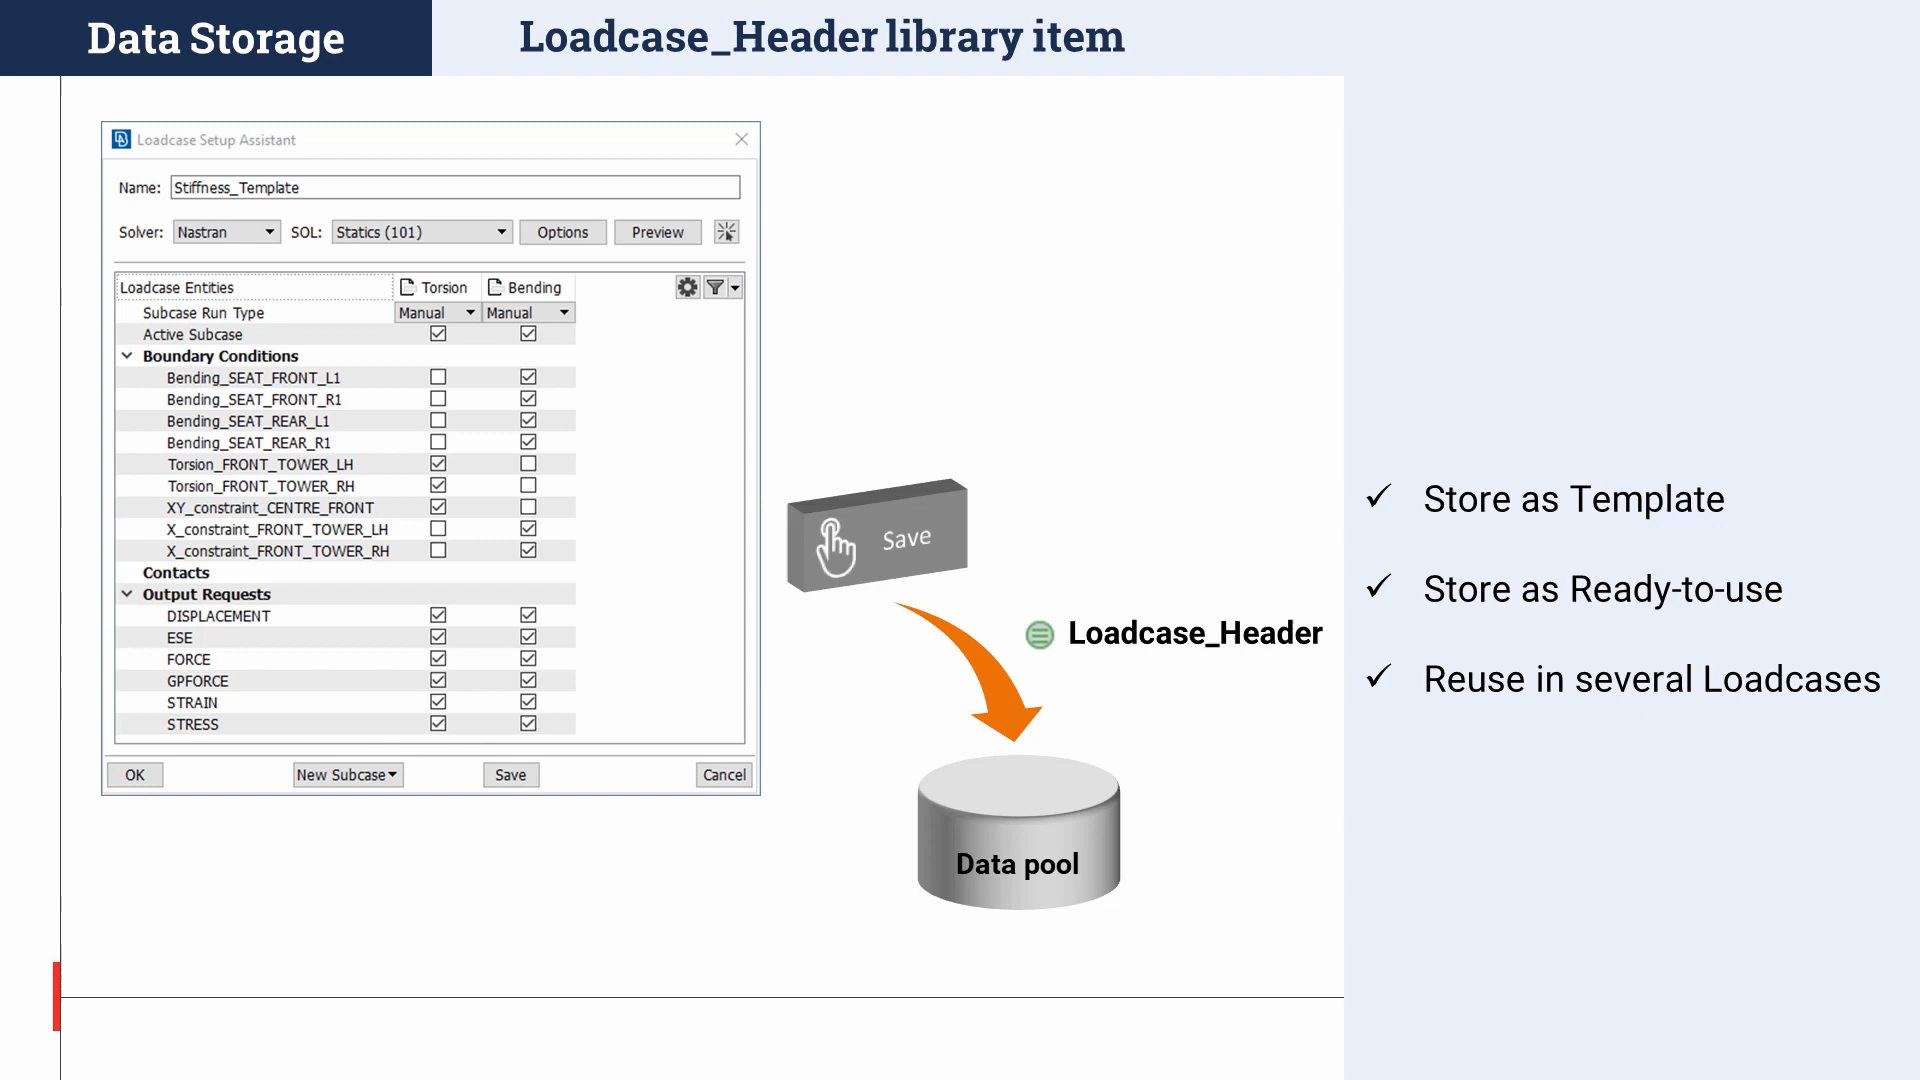 Data Storage
Loadcase_Header library item
Loadcase Setup Assistant
Name: Stiffness_Template
Solver: Nastran SOL: Statics (101) Options Preview
Loadcase Entities Torsion Bending
Subcase Run Type Manual Manual
Active Subcase
Boundary Conditions
Bending_SEAT_FRONT_L1
Bending_SEAT_FRONT_R1
Bending_SEAT_REAR_L1
Bending_SEAT_REAR_R1
Torsion_FRONT_TOWER_LH
Torsion_FRONT_TOWER_RH
XY_constraint_CENTRE_FRONT
X_constraint_FRONT_TOWER_LH
X_constraint_FRONT_TOWER_RH
Contacts
Output Requests
DISPLACEMENT
ESE
FORCE
GPFORCE
STRAIN
STRESS
OK New Subcase Save Cancel
Save
Loadcase_Header
Data pool
Store as Template
Store as Ready-to-use
Reuse in several Loadcases